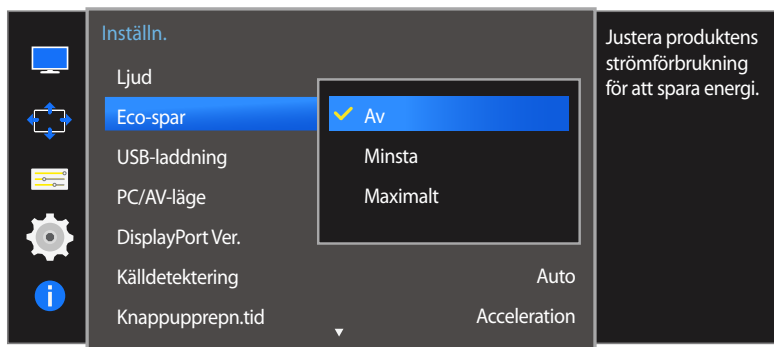 Inställn.
Ljud
Eco-spar
USB-laddning
PC/AV-läge
DisplayPort Ver.
Källdetektering
Auto
Knappupprepn.tid
Acceleration
Av
Minsta
Maximalt
Justera produktens
strömförbrukning
för att spara energi.